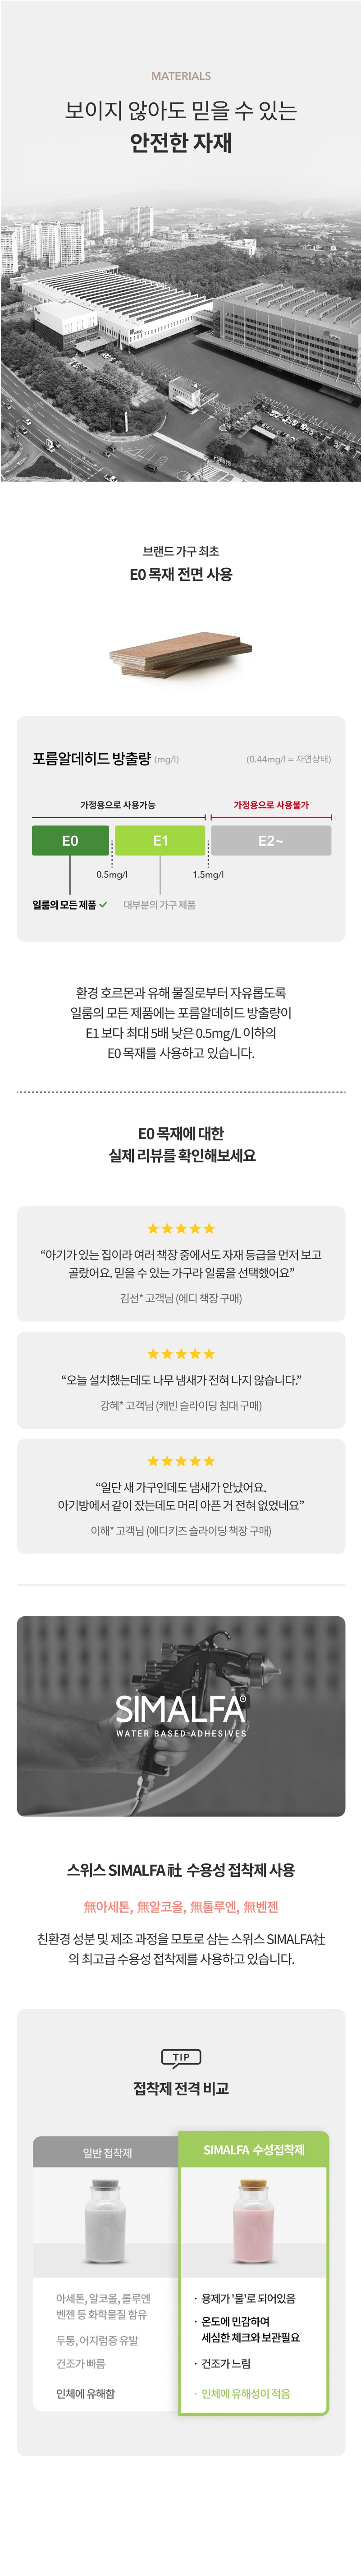 MATERIALS
보이지 않아도 믿을 수 있는
안전한 자재
브랜드 가구 최초
E0 목재 전면 사용
포름알데히드 방출량 (mg/l)
(0.44mg/l = 자연상태)
가정용으로 사용가능
가정용으로 사용불가
E0
E1
E2~
0.5mg/l
1.5mg/l
일룸의 모든 제품
대부분의 가구 제품
환경 호르몬과 유해 물질로부터 자유롭도록
일룸의 모든 제품에는 포름알데히드 방출량이
E1 보다 최대 5배 낮은 0.5mg/L 이하의
E0 목재를 사용하고 있습니다.
E0 목재에 대한
실제 리뷰를 확인해보세요
“아기가 있는 집이라 여러 책장 중에서도 자재 등급을 먼저 보고
골랐어요. 믿을 수 있는 가구라 일룸을 선택했어요”
김선* 고객님 (에디 책장 구매)
“오늘 설치했는데도 나무 냄새가 전혀 나지 않습니다.”
강혜* 고객님 (캐빈 슬라이딩 침대 구매)
“일단 새 가구인데도 냄새가 안났어요.
아기방에서 같이 잤는데도 머리 아픈 거 전혀 없었네요”
이해* 고객님 (에디키즈 슬라이딩 책장 구매)
SIMALFA®
WATER BASED ADHESIVES
스위스 SIMALFA 社 수용성 접착제 사용
無아세톤, 無알코올, 無톨루엔, 無벤젠
친환경 성분 및 제조 과정을 모토로 삼는 스위스 SIMALFA社
의 최고급 수용성 접착제를 사용하고 있습니다.
TIP
접착제 전격 비교
일반 접착제
SIMALFA 수성접착제
아세톤, 알코올, 톨루엔
벤젠 등 화학물질 함유
두통, 어지럼증 유발
건조가 빠름
인체에 유해함
· 용제가 '물'로 되어있음
· 온도에 민감하여
세심한 체크와 보관필요
· 건조가 느림
· 인체에 유해성이 적음